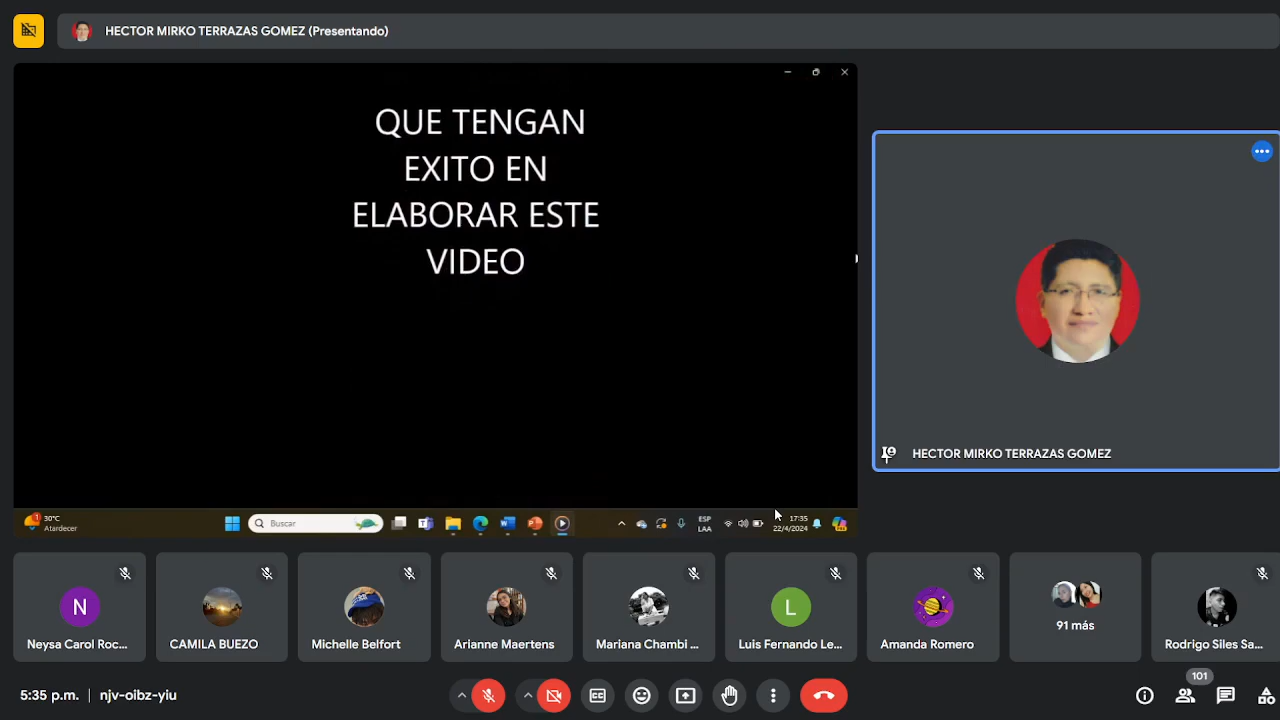 HECTOR MIRKO TERRAZAS GOMEZ (Presentando)
QUE TENGAN
EXITO EN
ELABORAR ESTE
VIDEO
HECTOR MIRKO TERRAZAS GOMEZ
1
30°C
Atardecer
Buscar
ESP
LAA
17:35
22/4/2024
N
Neysa Carol Roc...
CAMILA BUEZO
Michelle Belfort
Arianne Maertens
Mariana Chambi ...
L
Luis Fernando Le...
Amanda Romero
91 más
Rodrigo Siles Sa...
5:35 p.m.
njv-oibz-yiu
101